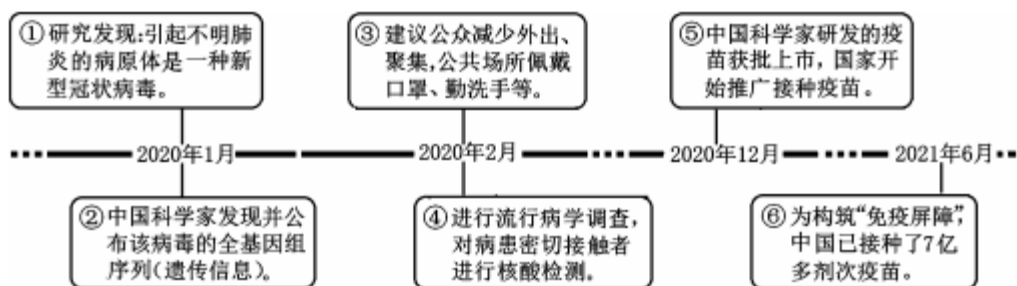 ①研究发现:引起不明肺
炎的病原体是一种新
型冠状病毒。
③ 建议公众减少外出、
聚集,公共场所佩戴
口罩、勤洗手等。
⑤中国科学家研发的疫
苗获批上市，国家开
始推广接种疫苗。
2020年1月
2020年2月
2020年12月
2021年6月
②中国科学家发现并公
布该病毒的全基因组
序列(遗传信息)。
④ 进行流行病学调查,
对病患密切接触者
进行核酸检测。
⑥ 为构筑“免疫屏障”,
中国已接种了7亿
多剂次疫苗。